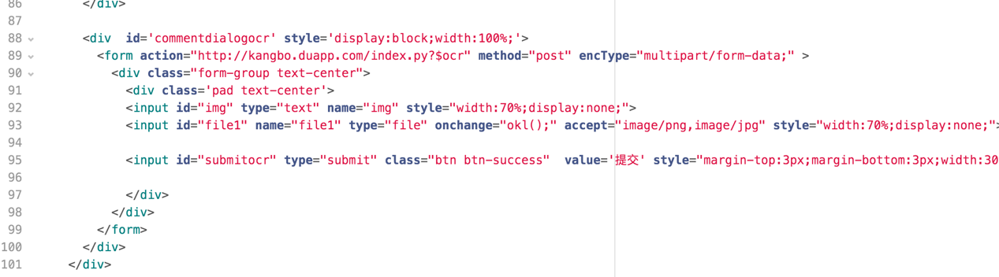 86 </div>
87
88 <div  id='commentdialogocr' style='display:block;width:100%;'>
89 <form action="http://kangbo.duapp.com/index.py?$ocr" method="post" encType="multipart/form-data;" >
90 <div class="form-group text-center">
91 <div class='pad text-center'>
92 <input id="img" type="text" name="img" style="width:70%;display:none;">
93 <input id="file1" name="file1" type="file" onchange="okl();" accept="image/png,image/jpg" style="width:70%;display:none;">
94
95 <input id="submitocr" type="submit" class="btn btn-success"  value='提交' style="margin-top:3px;margin-bottom:3px;width:30
96
97 </div>
98 </div>
99 </form>
100 </div>
101 </div>